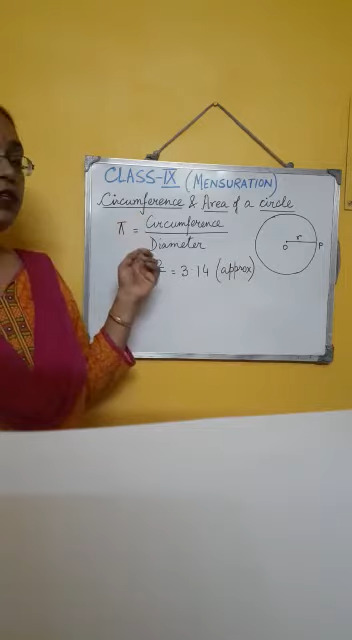 CLASS-IX (MENSURATION)
Circumference & Area of a circle
π = Circumference
Diameter
= 3.14 (approx)
r
O P